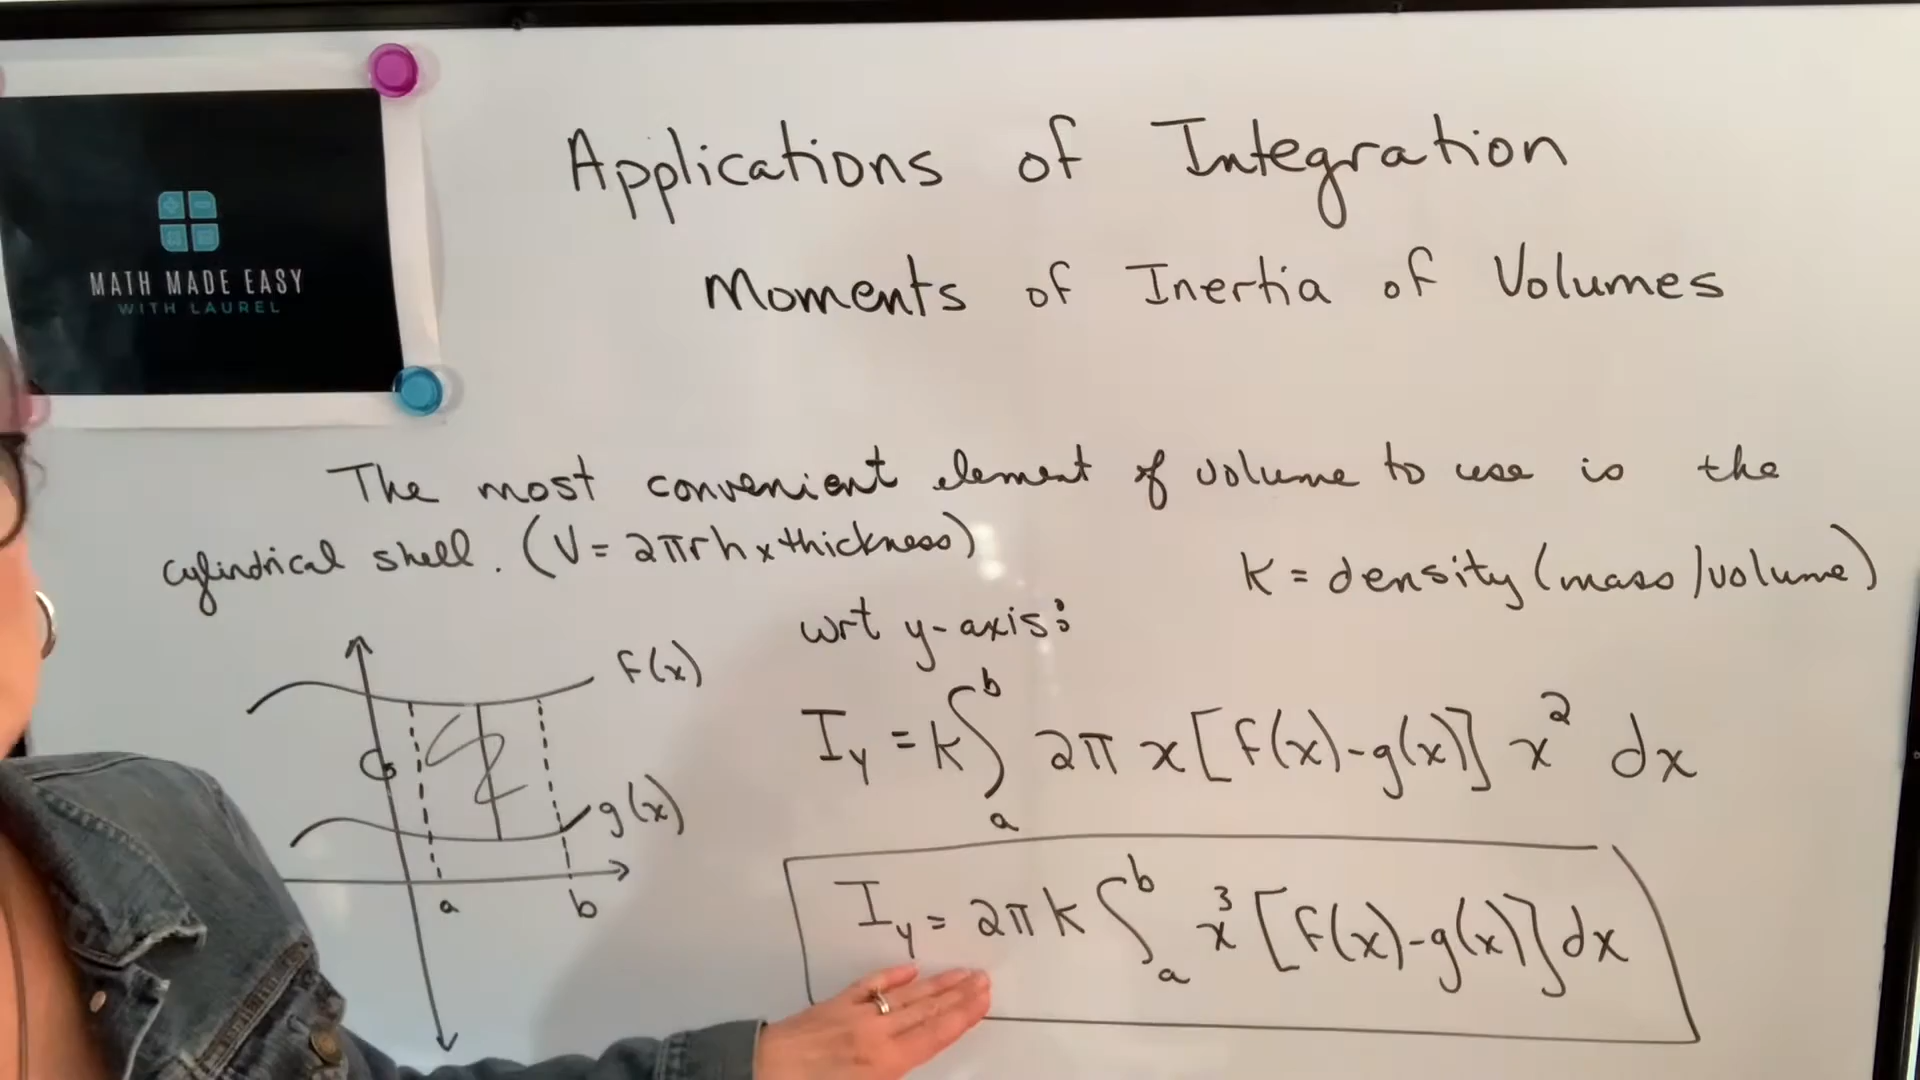 MATH MADE EASY
WITH LAUREL
Applications of Integration
Moments of Inertia of Volumes
The most convenient element of volume to use is the
cylindrical shell. (V = 2πrh x thickness)
K = density (mass/volume)
wrt y-axis:
f(x)
g(x)
a
b
I_y = k ∫_a^b 2π x [f(x)-g(x)] x² dx
I_y = 2πk ∫_a^b x³ [f(x)-g(x)] dx